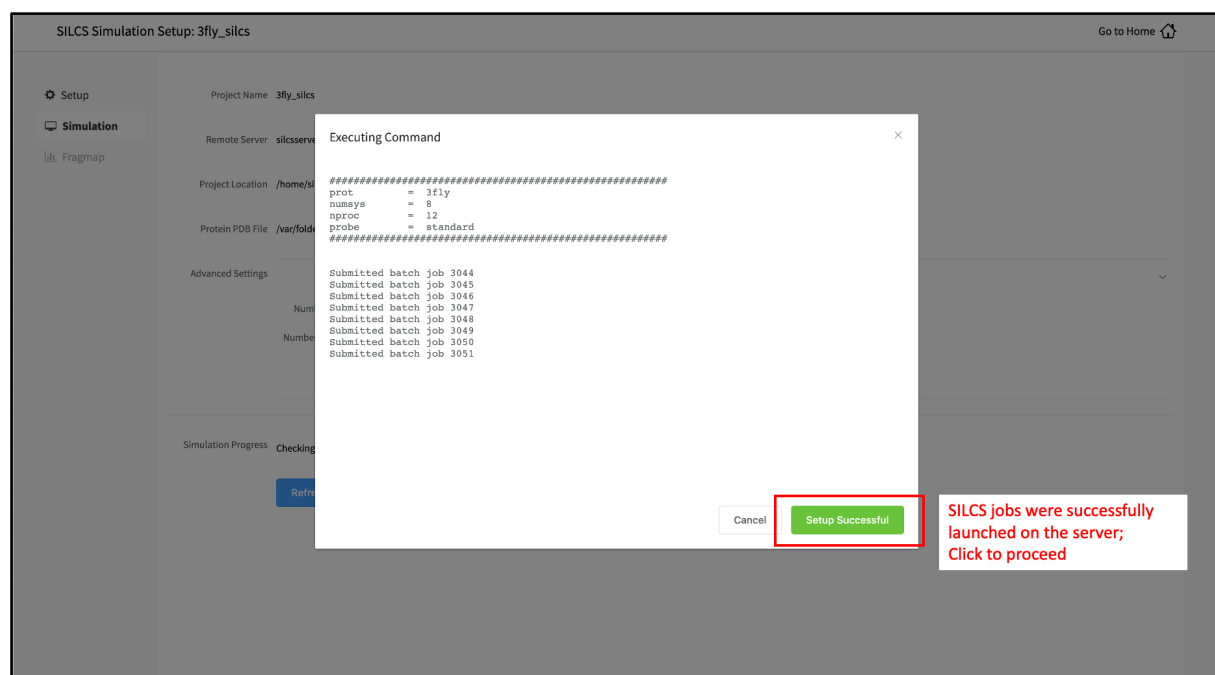 SILCS Simulation Setup: 3fly_silcs
Go to Home
Setup
Simulation
Fragmap
Project Name 3fly_silcs
Remote Server silcsserve
Project Location /home/si
Protein PDB File /var/folde
Advanced Settings
Num
Numbe
Simulation Progress Checking
Refre
Executing Command
########################################################
prot = 3fly
numsys = 8
nproc = 12
probe = standard
########################################################
Submitted batch job 3044
Submitted batch job 3045
Submitted batch job 3046
Submitted batch job 3047
Submitted batch job 3048
Submitted batch job 3049
Submitted batch job 3050
Submitted batch job 3051
Cancel
Setup Successful
SILCS jobs were successfully
launched on the server;
Click to proceed